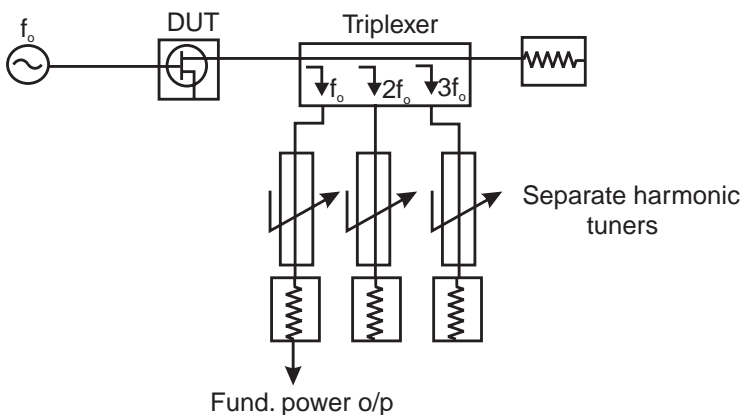 fo
DUT
Triplexer
fo 2fo 3fo
Separate harmonic
tuners
Fund. power o/p